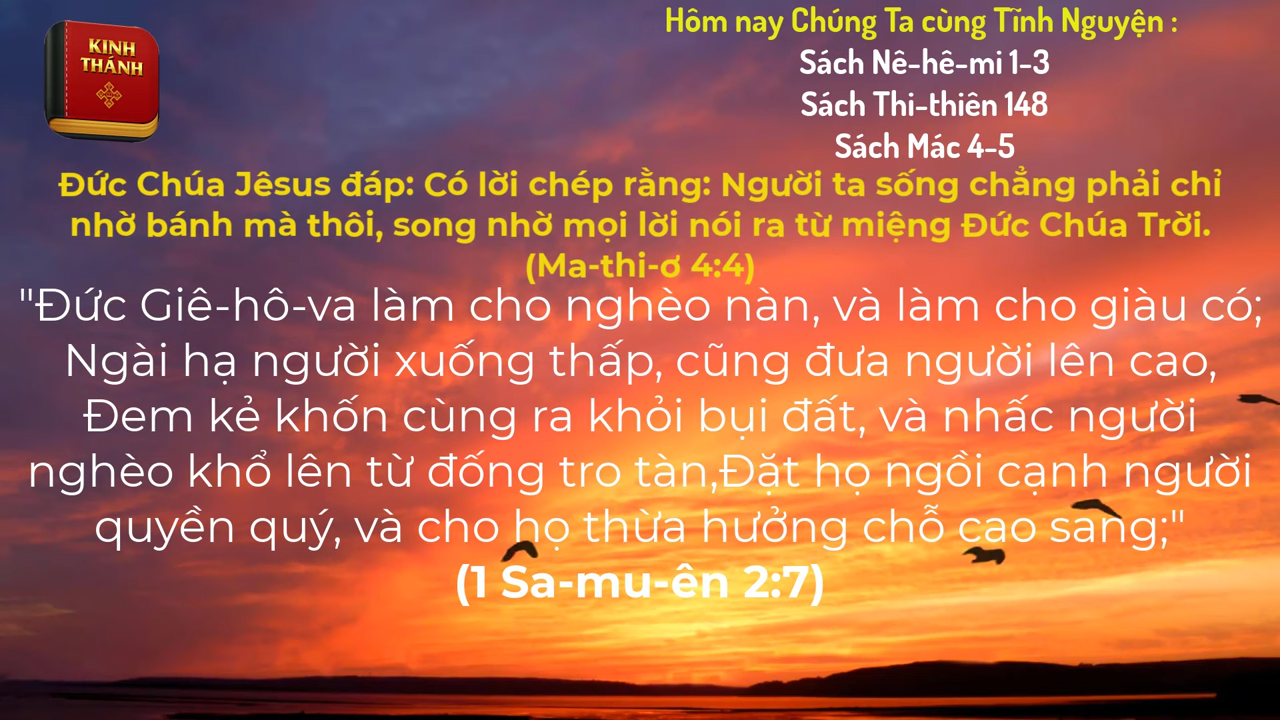 KINH
THÁNH
Hôm nay Chúng Ta cùng Tĩnh Nguyện :
Sách Nê-hê-mi 1-3
Sách Thi-thiên 148
Sách Mác 4-5
Đức Chúa Jêsus đáp: Có lời chép rằng: Người ta sống chẳng phải chỉ
nhờ bánh mà thôi, song nhờ mọi lời nói ra từ miệng Đức Chúa Trời.
(Ma-thi-ơ 4:4)
"Đức Giê-hô-va làm cho nghèo nàn, và làm cho giàu có;
Ngài hạ người xuống thấp, cũng đưa người lên cao,
Đem kẻ khốn cùng ra khỏi bụi đất, và nhấc người
nghèo khổ lên từ đống tro tàn,Đặt họ ngồi cạnh người
quyền quý, và cho họ thừa hưởng chỗ cao sang;"
(1 Sa-mu-ên 2:7)